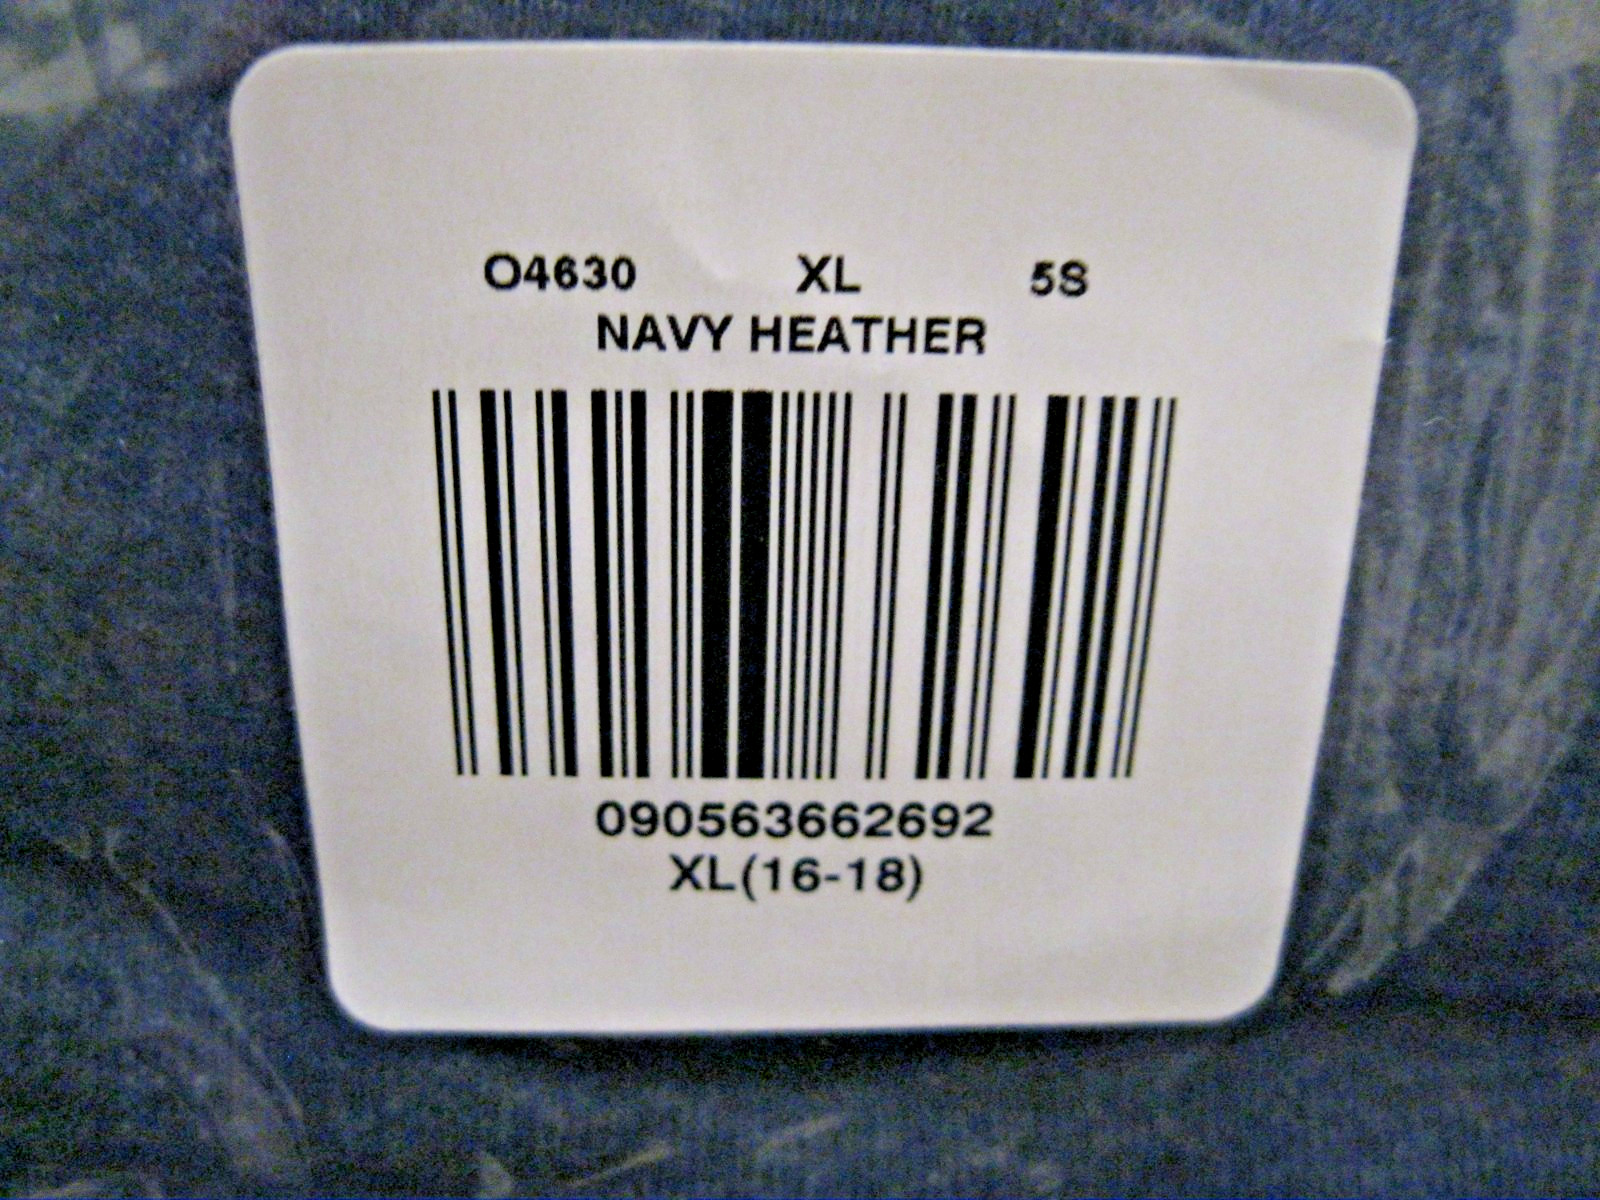 O4630 XL 5S
NAVY HEATHER
090563662692
XL(16-18)